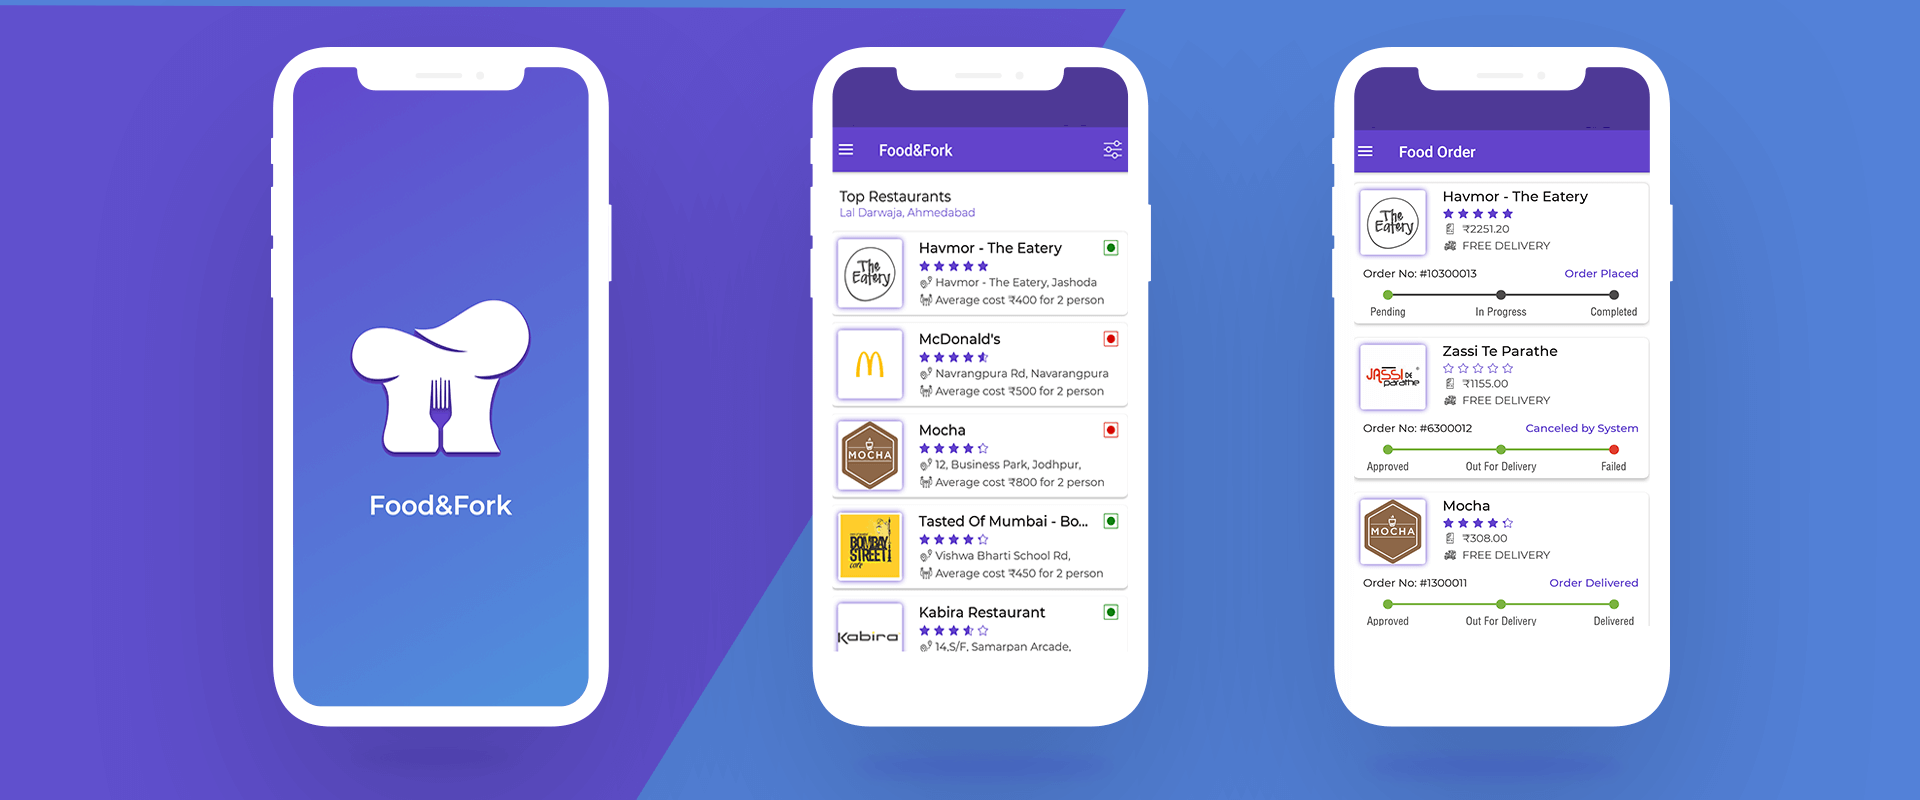 Food&Fork
Food&Fork
Top Restaurants
Lal Darwaja, Ahmedabad
The
Eatery
Havmor - The Eatery
Havmor - The Eatery, Jashoda
Average cost ₹400 for 2 person
McDonald's
Navrangpura Rd, Navarangpura
Average cost ₹500 for 2 person
MOCHA
Mocha
12, Business Park, Jodhpur,
Average cost ₹800 for 2 person
BOMBAY
STREET
cafe
Tasted Of Mumbai - Bo...
Vishwa Bharti School Rd,
Average cost ₹450 for 2 person
Kabira
Kabira Restaurant
14,S/F, Samarpan Arcade,
Food Order
The
Eatery
Havmor - The Eatery
₹2251.20
FREE DELIVERY
Order No: #10300013 Order Placed
Pending In Progress Completed
JASSI DE
parathe
Zassi Te Parathe
₹1155.00
FREE DELIVERY
Order No: #6300012 Canceled by System
Approved Out For Delivery Failed
MOCHA
Mocha
₹308.00
FREE DELIVERY
Order No: #1300011 Order Delivered
Approved Out For Delivery Delivered